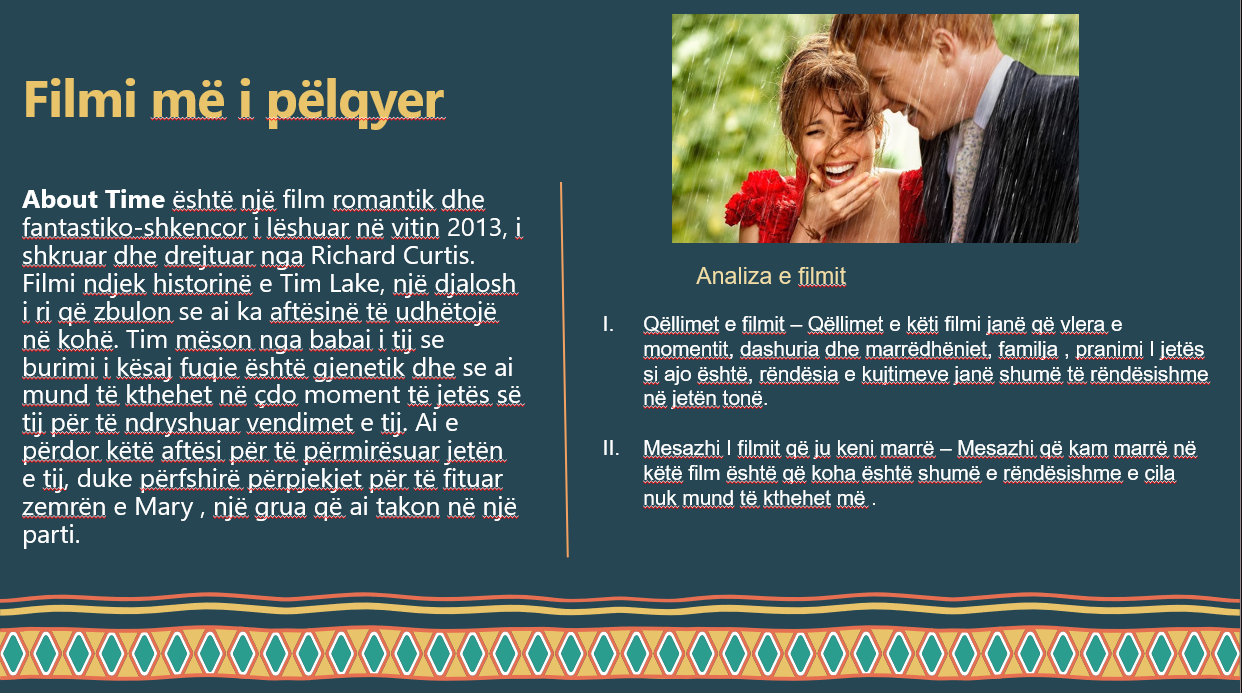 Filmi më i pëlqyer
About Time është një film romantik dhe
fantastiko-shkencor i lëshuar në vitin 2013, i
shkruar dhe drejtuar nga Richard Curtis.
Filmi ndjek historinë e Tim Lake, një djalosh
i ri që zbulon se ai ka aftësinë të udhëtojë
në kohë. Tim mëson nga babai i tij se
burimi i kësaj fuqie është gjenetik dhe se ai
mund të kthehet në çdo moment të jetës së
tij për të ndryshuar vendimet e tij. Ai e
përdor këtë aftësi për të përmirësuar jetën
e tij, duke përfshirë përpjekjet për të fituar
zemrën e Mary , një grua që ai takon në një
parti.
Analiza e filmit
I. Qëllimet e filmit – Qëllimet e këti filmi janë që vlera e
momentit, dashuria dhe marrëdhëniet, familja , pranimi I jetës
si ajo është, rëndësia e kujtimeve janë shumë të rëndësishme
në jetën tonë.
II. Mesazhi I filmit që ju keni marrë – Mesazhi që kam marrë në
këtë film është që koha është shumë e rëndësishme e cila
nuk mund të kthehet më .